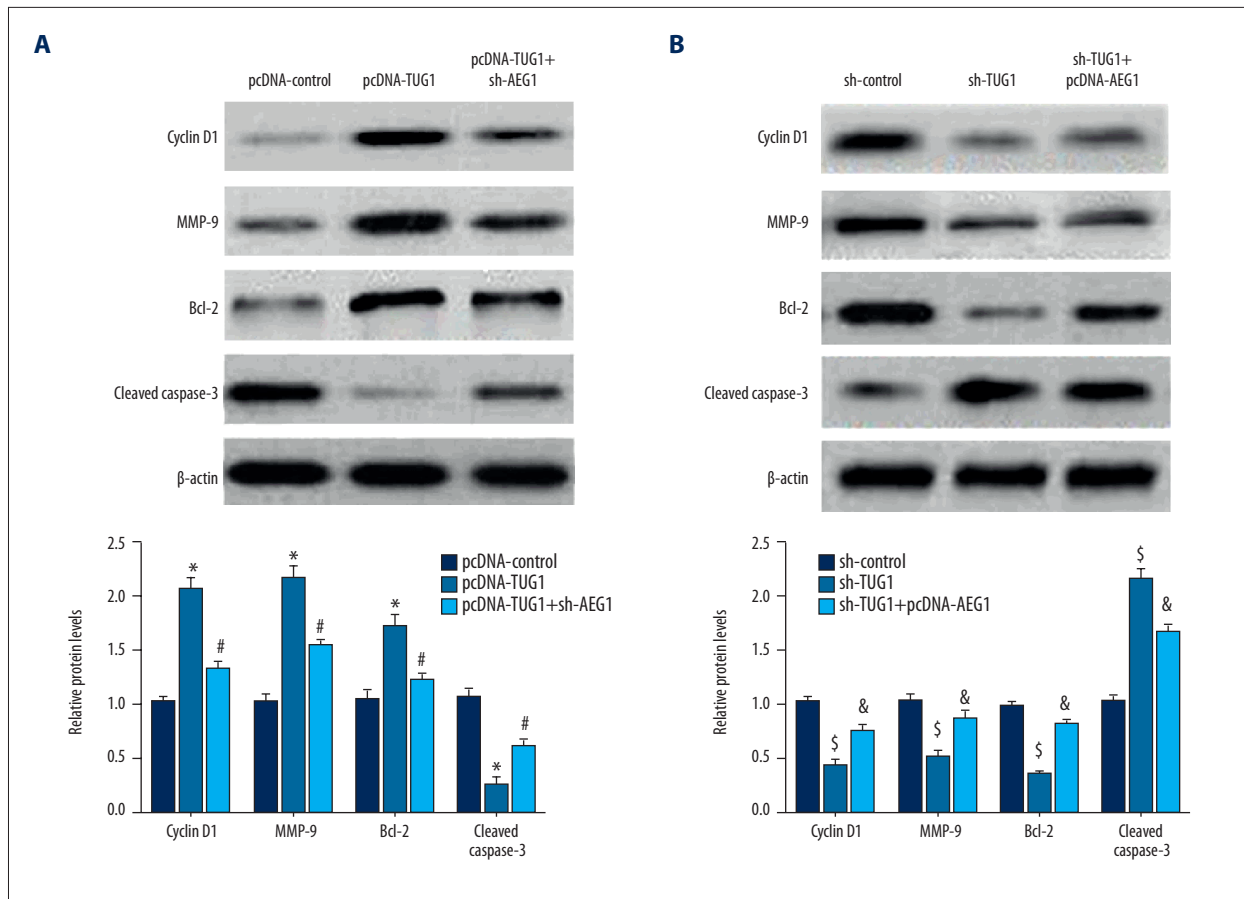 A
pcDNA-control
pcDNA-TUG1
pcDNA-TUG1+
sh-AEG1
Cyclin D1
MMP-9
Bcl-2
Cleaved caspase-3
β-actin
2.5
2.0
1.5
1.0
0.5
0.0
Relative protein levels
pcDNA-control
pcDNA-TUG1
pcDNA-TUG1+sh-AEG1
*
#
*
#
*
#
*
#
Cyclin D1
MMP-9
Bcl-2
Cleaved
caspase-3
B
sh-control
sh-TUG1
sh-TUG1+
pcDNA-AEG1
Cyclin D1
MMP-9
Bcl-2
Cleaved caspase-3
β-actin
2.5
2.0
1.5
1.0
0.5
0.0
Relative protein levels
sh-control
sh-TUG1
sh-TUG1+pcDNA-AEG1
$
&
$
&
$
&
$
&
Cyclin D1
MMP-9
Bcl-2
Cleaved
caspase-3